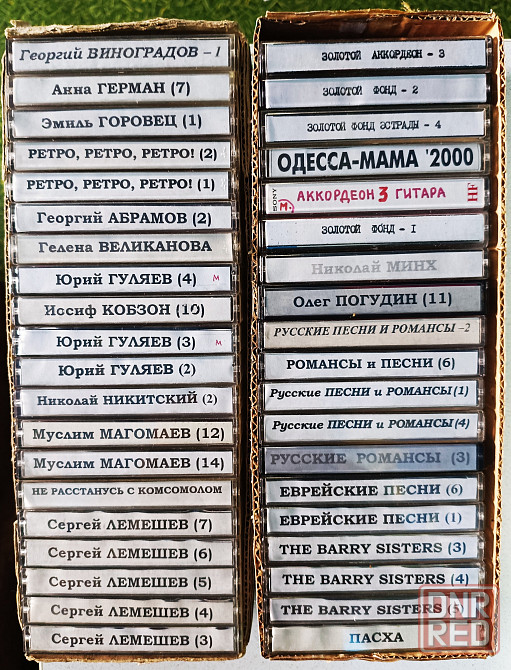 Георгий ВИНОГРАДОВ – 1
Анна ГЕРМАН (7)
Эмиль ГОРОВЕЦ (1)
РЕТРО, РЕТРО, РЕТРО! (2)
РЕТРО, РЕТРО, РЕТРО! (1)
Георгий АБРАМОВ (2)
Гелена ВЕЛИКАНОВА
Юрий ГУЛЯЕВ (4) м
Иссиф КОБЗОН (10)
Юрий ГУЛЯЕВ (3) м
Юрий ГУЛЯЕВ (2)
Николай НИКИТСКИЙ (2)
Муслим МАГОМАЕВ (12)
Муслим МАГОМАЕВ (14)
НЕ РАССТАНУСЬ С КОМСОМОЛОМ
Сергей ЛЕМЕШЕВ (7)
Сергей ЛЕМЕШЕВ (6)
Сергей ЛЕМЕШЕВ (5)
Сергей ЛЕМЕШЕВ (4)
Сергей ЛЕМЕШЕВ (3)
ЗОЛОТОЙ АККОРДЕОН – 3
ЗОЛОТОЙ ФОНД – 2
ЗОЛОТОЙ ФОНД ЭСТРАДЫ – 4
ОДЕССА-МАМА '2000
SONY М. АККОРДЕОН 3 ГИТАРА HF
ЗОЛОТОЙ ФОНД – I
Николай МИНХ
Олег ПОГУДИН (11)
РУССКИЕ ПЕСНИ И РОМАНСЫ –2
РОМАНСЫ и ПЕСНИ (6)
Русские ПЕСНИ и РОМАНСЫ (1)
Русские ПЕСНИ и РОМАНСЫ (4)
РУССКИЕ РОМАНСЫ (3)
ЕВРЕЙСКИЕ ПЕСНИ (6)
ЕВРЕЙСКИЕ ПЕСНИ (1)
THE BARRY SISTERS (3)
THE BARRY SISTERS (4)
THE BARRY SISTERS (5)
ПАСХА
DNR
RED